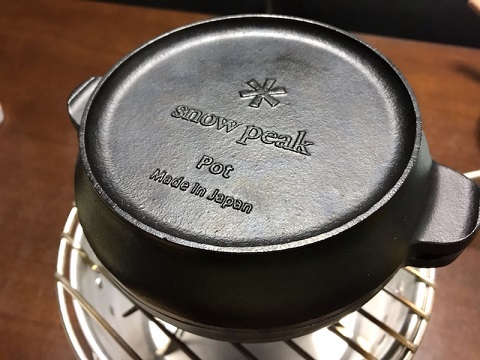 snow peak
Pot
Made in Japan